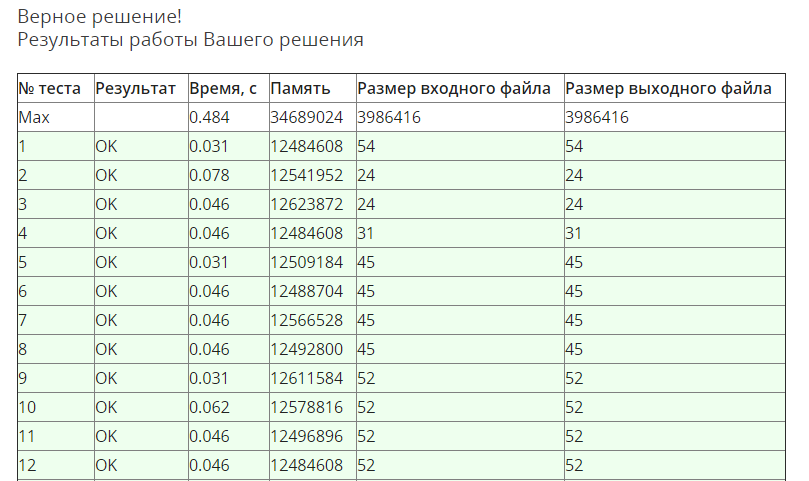 Верное решение!
Результаты работы Вашего решения
№ теста Результат Время, с Память Размер входного файла Размер выходного файла
Max 0.484 34689024 3986416 3986416
1 OK 0.031 12484608 54 54
2 OK 0.078 12541952 24 24
3 OK 0.046 12623872 24 24
4 OK 0.046 12484608 31 31
5 OK 0.031 12509184 45 45
6 OK 0.046 12488704 45 45
7 OK 0.046 12566528 45 45
8 OK 0.046 12492800 45 45
9 OK 0.031 12611584 52 52
10 OK 0.062 12578816 52 52
11 OK 0.046 12496896 52 52
12 OK 0.046 12484608 52 52